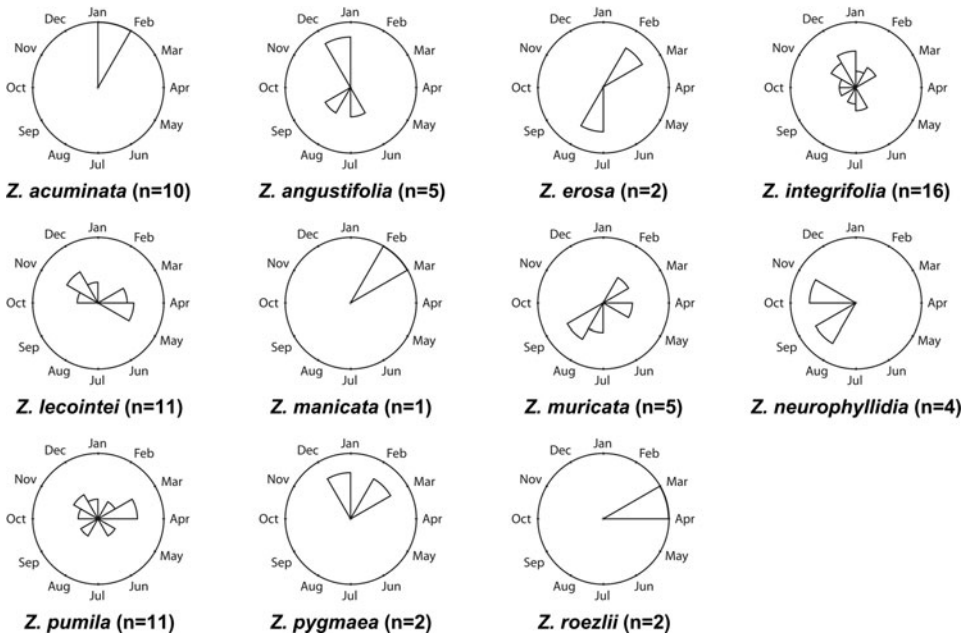 Jan
Dec Feb
Nov Mar
Oct Apr
Sep May
Aug Jun
Jul
Z. acuminata (n=10)
Jan
Dec Feb
Nov Mar
Oct Apr
Sep May
Aug Jun
Jul
Z. angustifolia (n=5)
Jan
Dec Feb
Nov Mar
Oct Apr
Sep May
Aug Jun
Jul
Z. erosa (n=2)
Jan
Dec Feb
Nov Mar
Oct Apr
Sep May
Aug Jun
Jul
Z. integrifolia (n=16)
Jan
Dec Feb
Nov Mar
Oct Apr
Sep May
Aug Jun
Jul
Z. lecointei (n=11)
Jan
Dec Feb
Nov Mar
Oct Apr
Sep May
Aug Jun
Jul
Z. manicata (n=1)
Jan
Dec Feb
Nov Mar
Oct Apr
Sep May
Aug Jun
Jul
Z. muricata (n=5)
Jan
Dec Feb
Nov Mar
Oct Apr
Sep May
Aug Jun
Jul
Z. neurophyllidia (n=4)
Jan
Dec Feb
Nov Mar
Oct Apr
Sep May
Aug Jun
Jul
Z. pumila (n=11)
Jan
Dec Feb
Nov Mar
Oct Apr
Sep May
Aug Jun
Jul
Z. pygmaea (n=2)
Jan
Dec Feb
Nov Mar
Oct Apr
Sep May
Aug Jun
Jul
Z. roezlii (n=2)